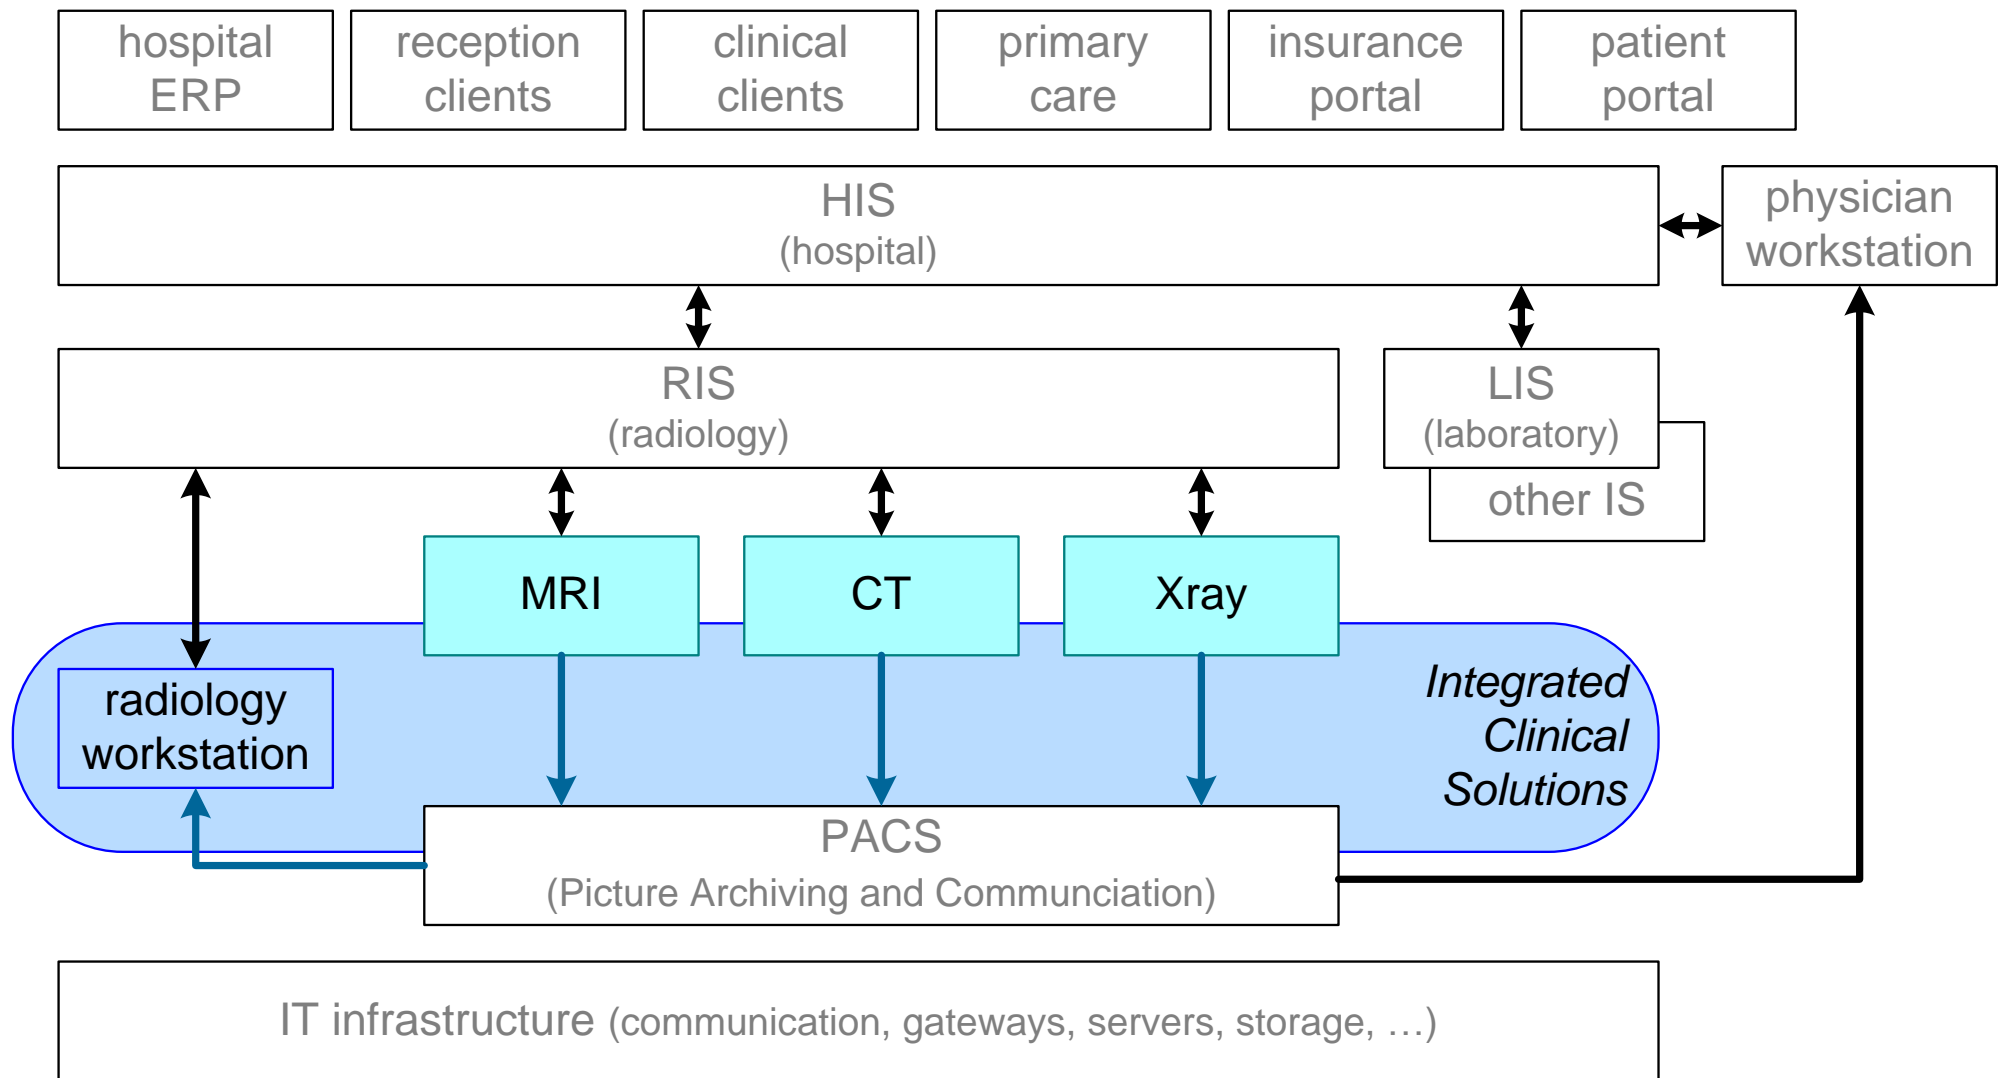 hospital
ERP
reception
clients
clinical
clients
primary
care
insurance
portal
patient
portal
HIS
(hospital)
physician
workstation
RIS
(radiology)
LIS
(laboratory)
other IS
MRI
CT
Xray
radiology
workstation
Integrated
Clinical
Solutions
PACS
(Picture Archiving and Communciation)
IT infrastructure (communication, gateways, servers, storage, …)